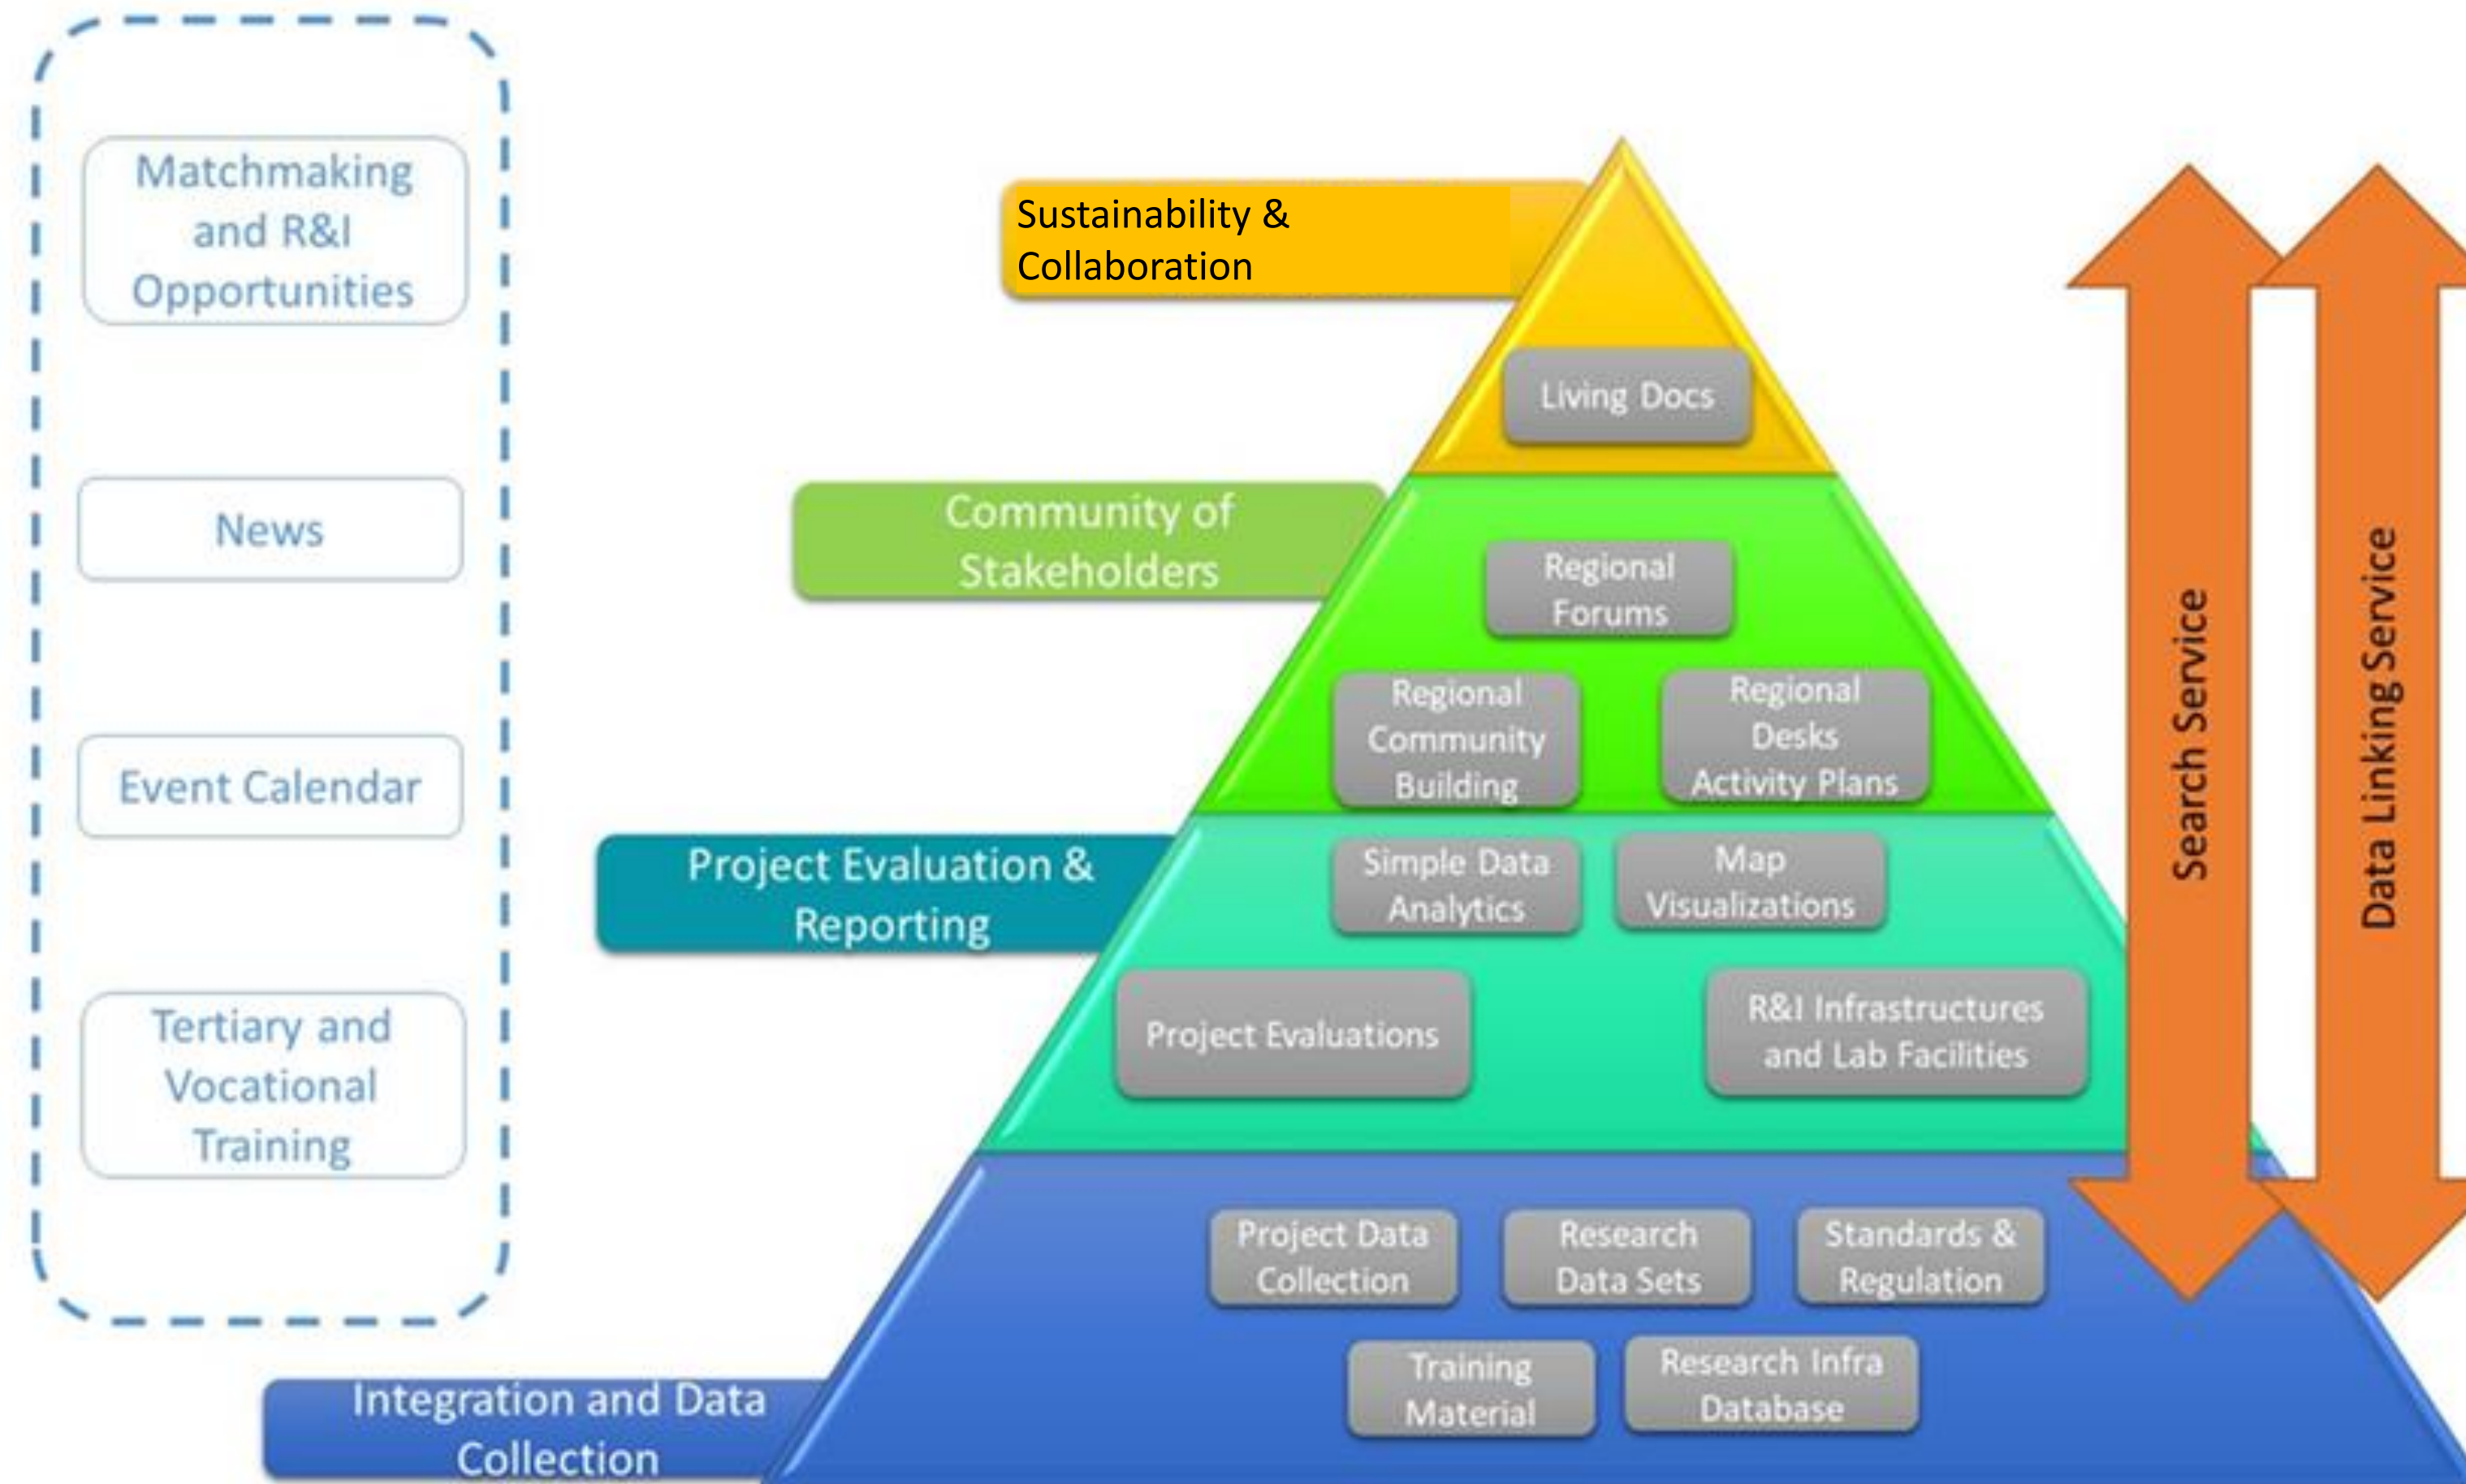 Matchmaking
and R&I
Opportunities
News
Event Calendar
Tertiary and
Vocational
Training
Sustainability &
Collaboration
Living Docs
Community of
Stakeholders
Regional
Forums
Regional
Community
Building
Regional
Desks
Activity Plans
Project Evaluation &
Reporting
Simple Data
Analytics
Map
Visualizations
Project Evaluations
R&I Infrastructures
and Lab Facilities
Integration and Data
Collection
Project Data
Collection
Research
Data Sets
Standards &
Regulation
Training
Material
Research Infra
Database
Search Service
Data Linking Service